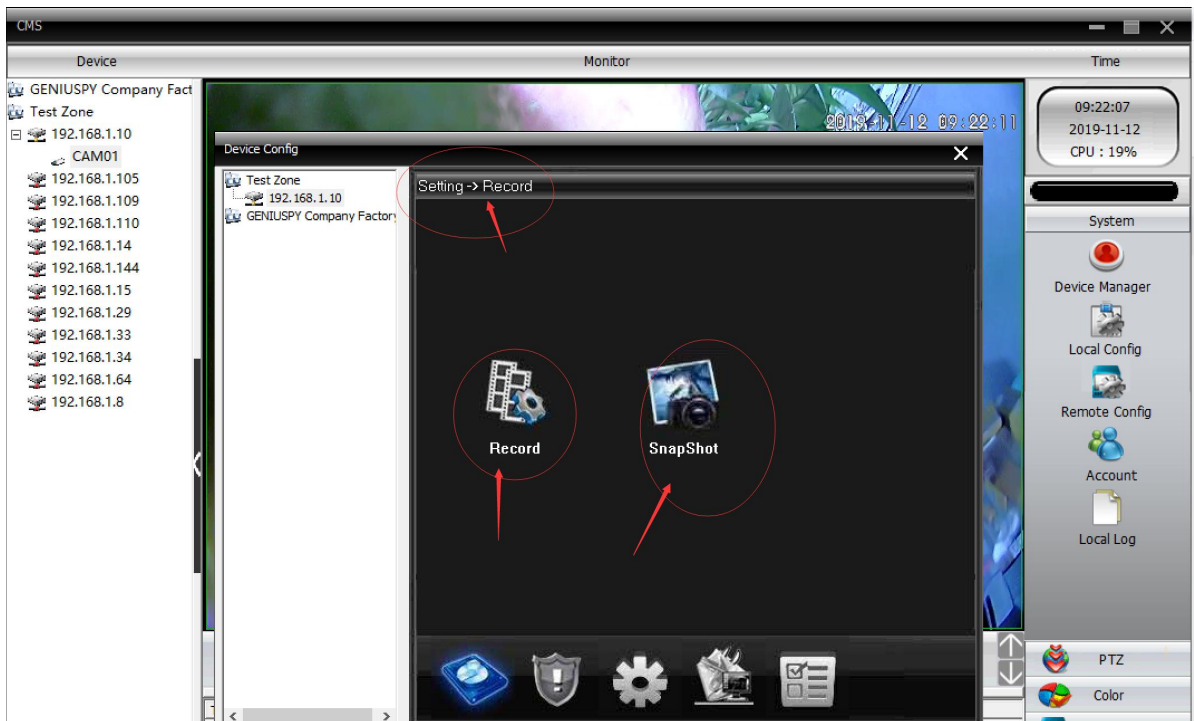 CMS
Device
Monitor
Time
GENIUSPY Company Fact
Test Zone
192.168.1.10
CAM01
192.168.1.105
192.168.1.109
192.168.1.110
192.168.1.14
192.168.1.144
192.168.1.15
192.168.1.29
192.168.1.33
192.168.1.34
192.168.1.64
192.168.1.8
2019-11-12 09:22:11
Device Config
Test Zone
192.168.1.10
GENIUSPY Company Factory
Setting -> Record
Record
SnapShot
09:22:07
2019-11-12
CPU : 19%
System
Device Manager
Local Config
Remote Config
Account
Local Log
PTZ
Color